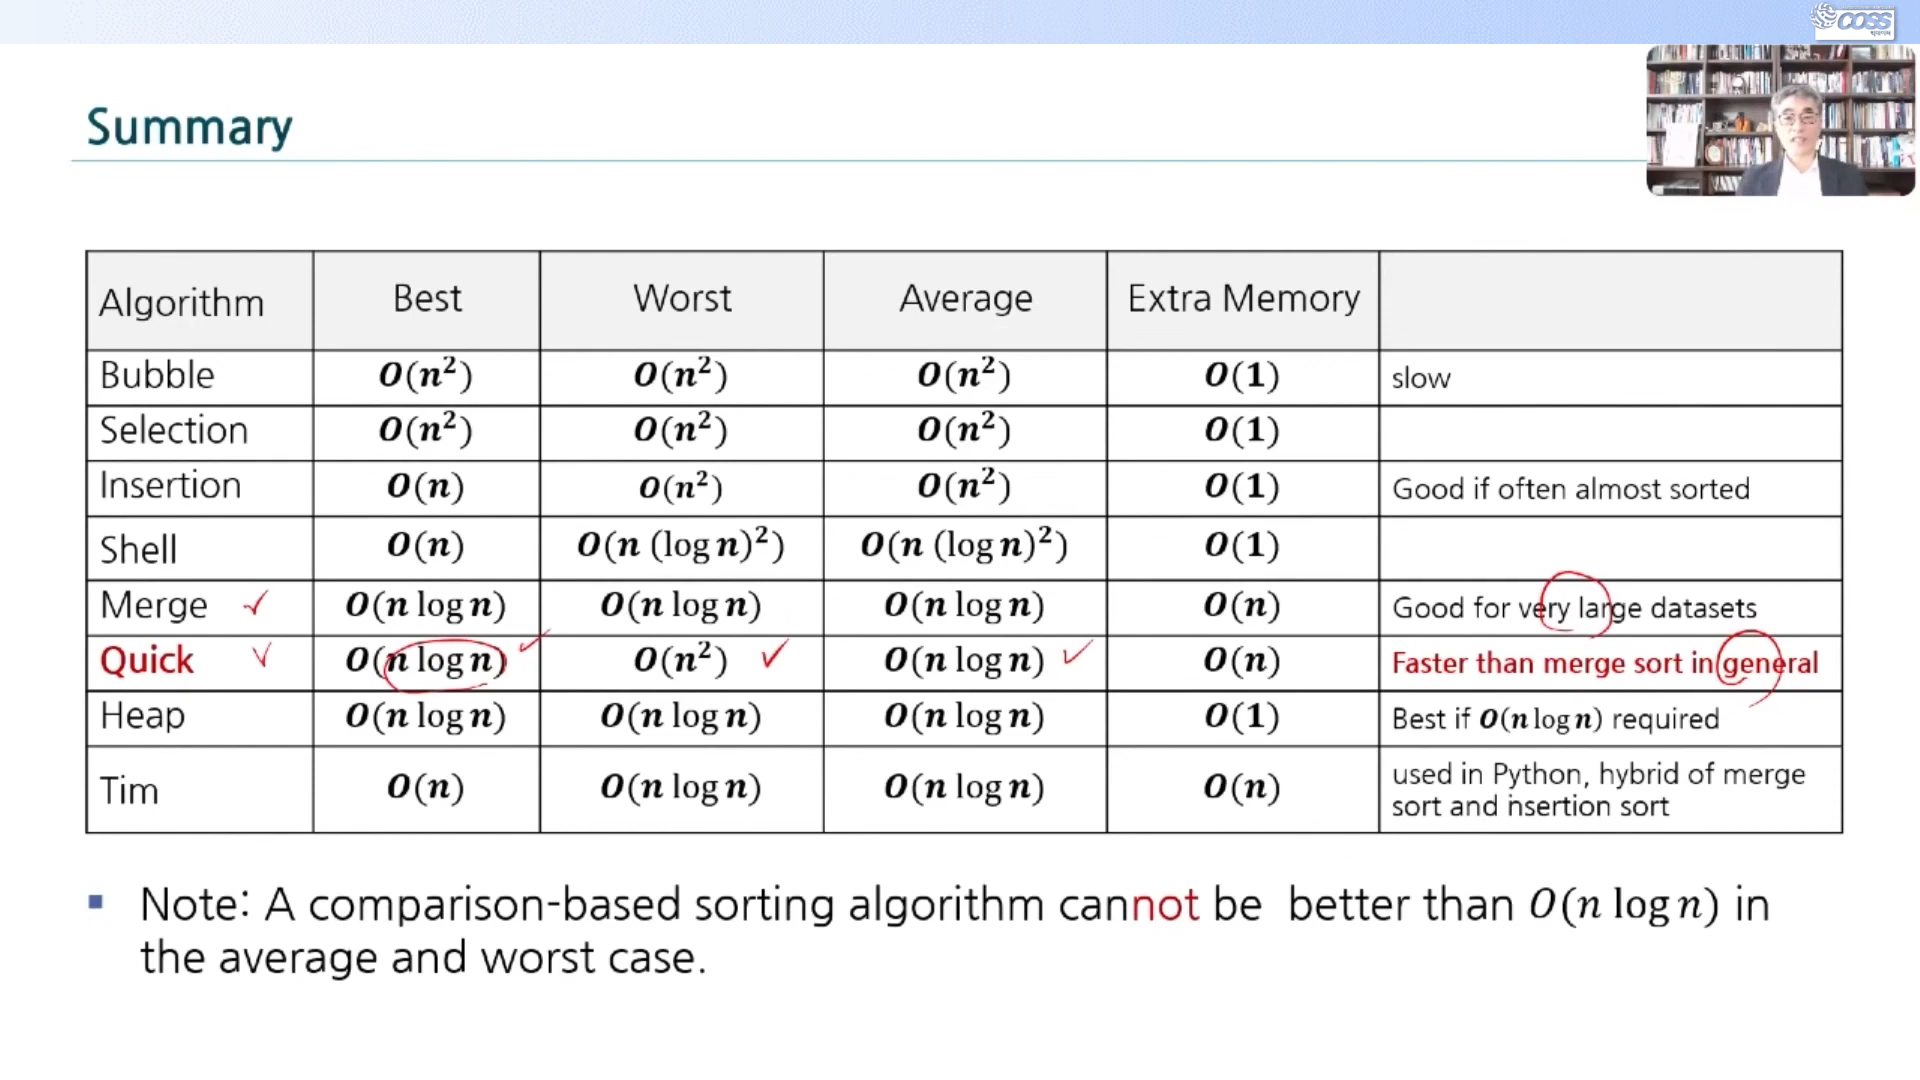 COSS
Summary
Algorithm Best Worst Average Extra Memory
Bubble O(n²) O(n²) O(n²) O(1) slow
Selection O(n²) O(n²) O(n²) O(1)
Insertion O(n) O(n²) O(n²) O(1) Good if often almost sorted
Shell O(n) O(n (log n)²) O(n (log n)²) O(1)
Merge ✓ O(n log n) O(n log n) O(n log n) O(n) Good for very large datasets
Quick ✓ O(n log n) ✓ O(n²) ✓ O(n log n) ✓ O(n) Faster than merge sort in general
Heap O(n log n) O(n log n) O(n log n) O(1) Best if O(n log n) required
Tim O(n) O(n log n) O(n log n) O(n) used in Python, hybrid of merge
sort and nsertion sort
▪ Note: A comparison-based sorting algorithm cannot be better than O(n log n) in
the average and worst case.